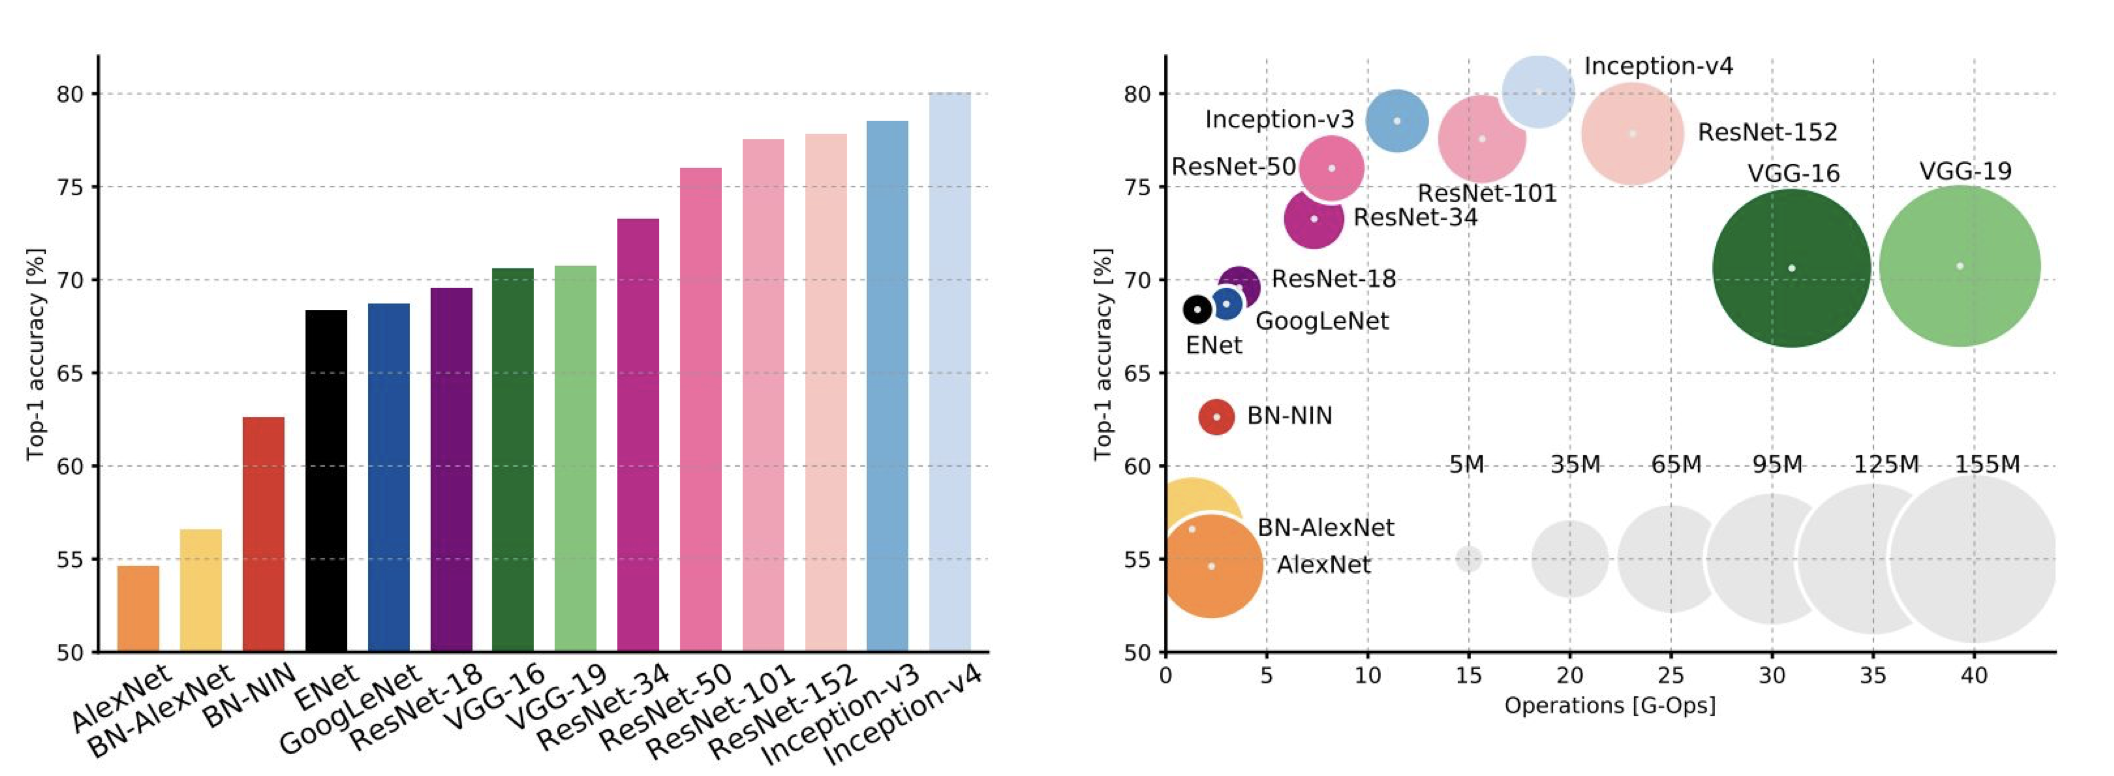 80
75
70
65
60
55
50
Top-1 accuracy [%]
AlexNet
BN-AlexNet
BN-NIN
ENet
GoogLeNet
ResNet-18
VGG-16
VGG-19
ResNet-34
ResNet-50
ResNet-101
ResNet-152
Inception-v3
Inception-v4
80
75
70
65
60
55
50
Top-1 accuracy [%]
Inception-v4
Inception-v3
ResNet-152
ResNet-50
VGG-16
VGG-19
ResNet-101
ResNet-34
ResNet-18
GoogLeNet
ENet
BN-NIN
5M 35M 65M 95M 125M 155M
BN-AlexNet
AlexNet
0 5 10 15 20 25 30 35 40
Operations [G-Ops]